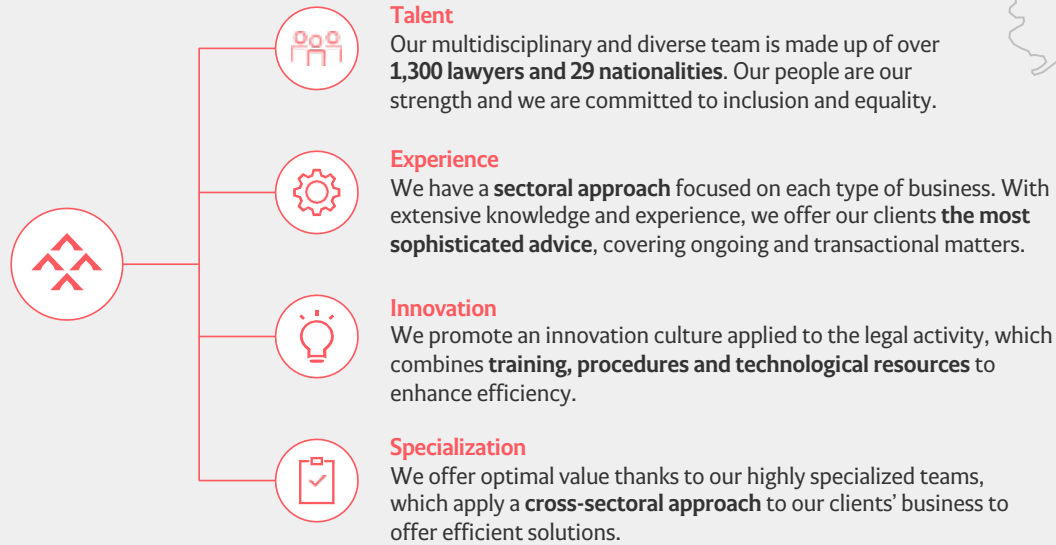 Talent
Our multidisciplinary and diverse team is made up of over
1,300 lawyers and 29 nationalities. Our people are our
strength and we are committed to inclusion and equality.
Experience
We have a sectoral approach focused on each type of business. With
extensive knowledge and experience, we offer our clients the most
sophisticated advice, covering ongoing and transactional matters.
Innovation
We promote an innovation culture applied to the legal activity, which
combines training, procedures and technological resources to
enhance efficiency.
Specialization
We offer optimal value thanks to our highly specialized teams,
which apply a cross-sectoral approach to our clients’ business to
offer efficient solutions.